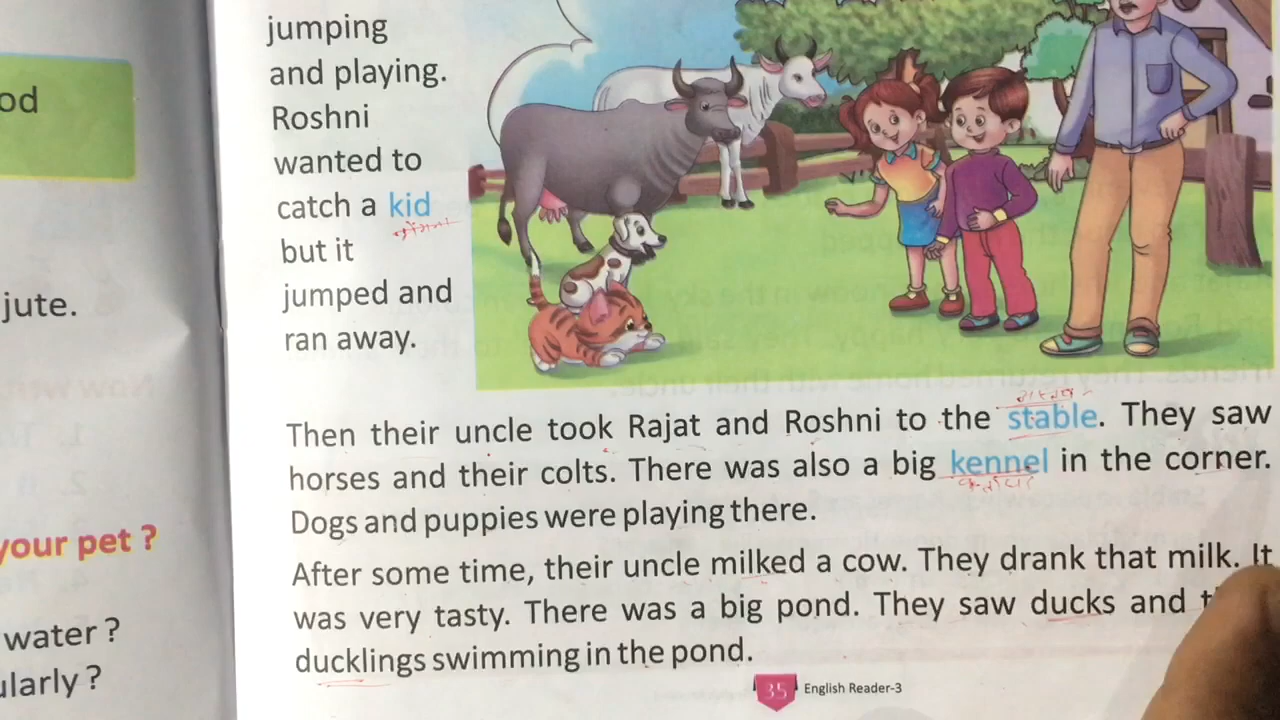 jumping
and playing.
Roshni
wanted to
catch a kid
but it
jumped and
ran away.
Then their uncle took Rajat and Roshni to the stable. They saw
horses and their colts. There was also a big kennel in the corner.
Dogs and puppies were playing there.
After some time, their uncle milked a cow. They drank that milk. It
was very tasty. There was a big pond. They saw ducks and
ducklings swimming in the pond.
35 English Reader-3
od
jute.
your pet ?
water ?
ularly ?